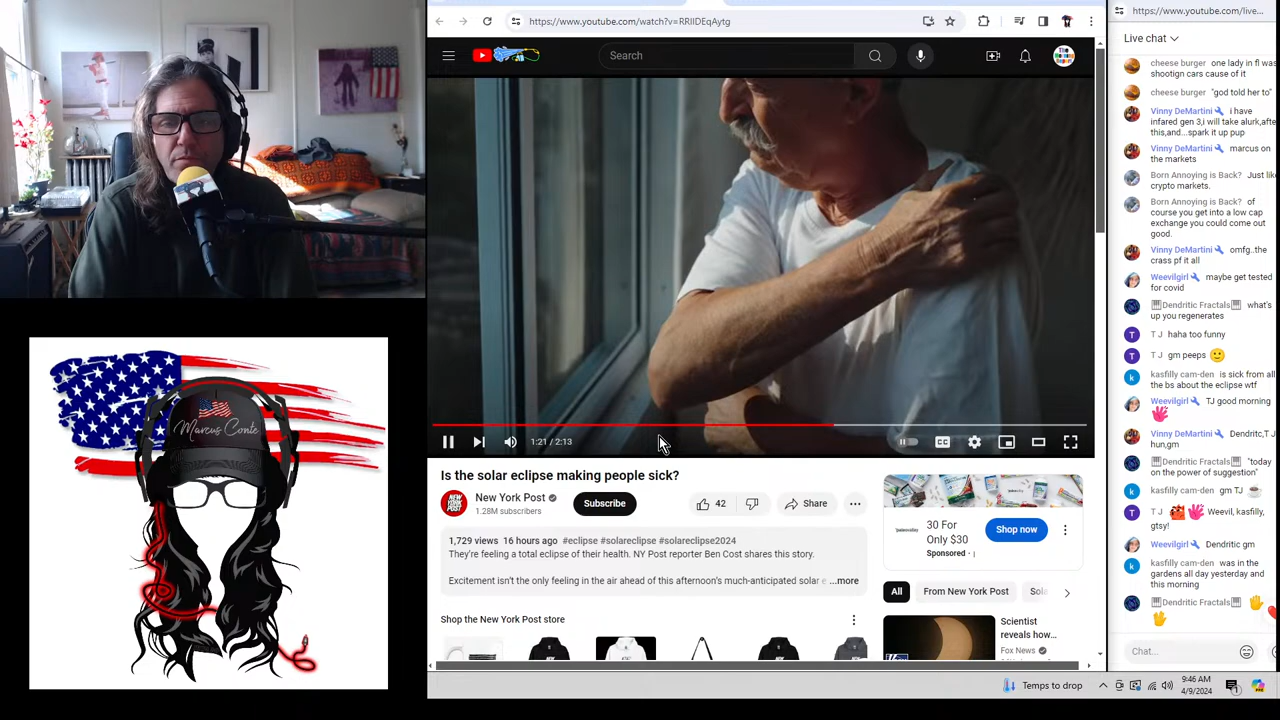 https://www.youtube.com/watch?v=RRIIDEqAytg
Search
1:21 / 2:13
CC
Is the solar eclipse making people sick?
NEW YORK POST
New York Post
1.28M subscribers
Subscribe
42
Share
1,729 views 16 hours ago #eclipse #solareclipse #solareclipse2024
They're feeling a total eclipse of their health. NY Post reporter Ben Cost shares this story.
Excitement isn't the only feeling in the air ahead of this afternoon's much-anticipated solar e ...more
Shop the New York Post store
30 For
Only $30
Sponsored
Shop now
All
From New York Post
Sola
Scientist
reveals how...
Fox News
Marcus Conte
https://www.youtube.com/live...
Live chat
cheese burger one lady in fl was
shootign cars cause of it
cheese burger "god told her to"
Vinny DeMartini i have
infared gen 3,i will take alurk,afte
this,and...spark it up pup
Vinny DeMartini marcus on
the markets
Born Annoying is Back? Just like
crypto markets.
Born Annoying is Back? of
course you get into a low cap
exchange you could come out
good.
Vinny DeMartini omfg..the
crass pf it all
Weevilgirl maybe get tested
for covid
Dendritic Fractals what's
up you regenerates
T J haha too funny
T J gm peeps
kasfilly cam-den is sick from all
the bs about the eclipse wtf
Weevilgirl TJ good morning
Vinny DeMartini Dendritc,T J
hun,gm
Dendritic Fractals "today
on the power of suggestion"
kasfilly cam-den gm TJ
T J Weevil, kasfilly,
gtsy!
Weevilgirl Dendritic gm
kasfilly cam-den was in the
gardens all day yesterday and
this morning
Dendritic Fractals
Chat...
Temps to drop
9:46 AM
4/9/2024